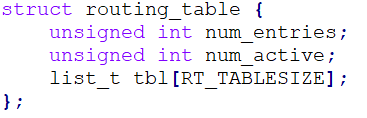 struct routing_table {
    unsigned int num_entries;
    unsigned int num_active;
    list_t tbl[RT_TABLESIZE];
};